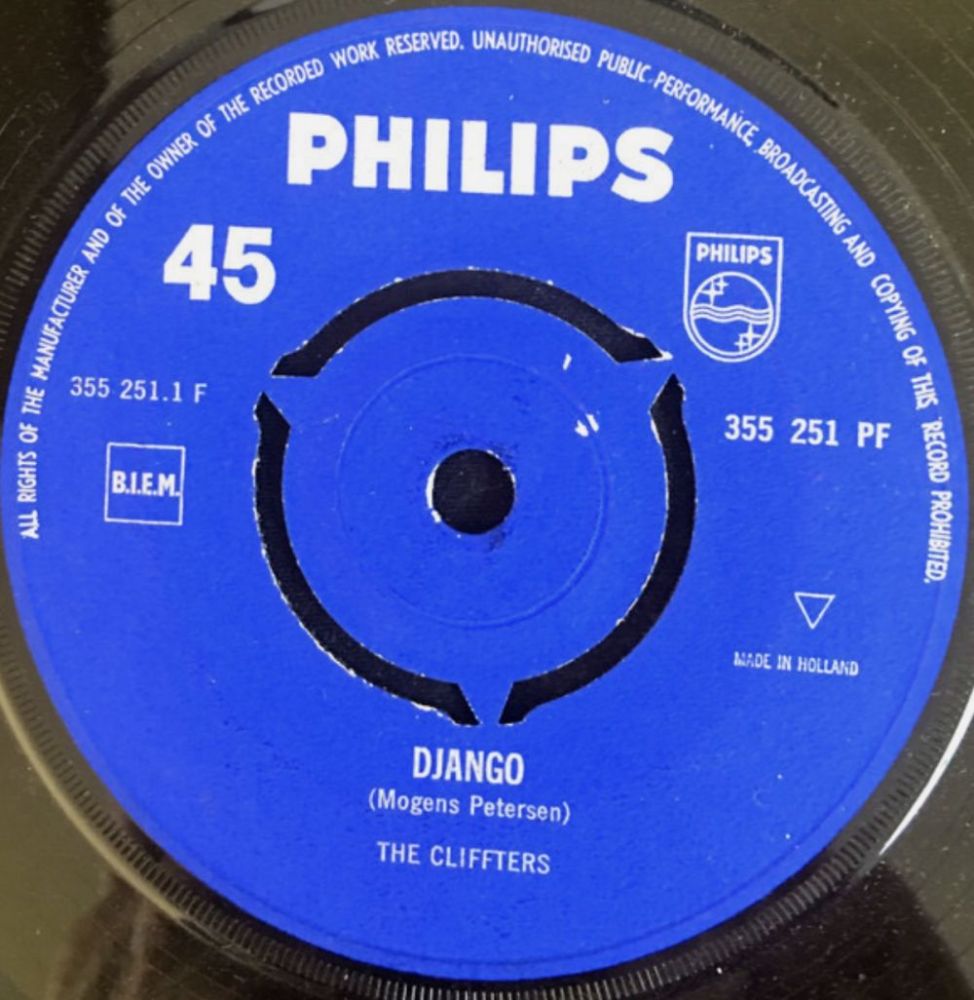 ALL RIGHTS OF THE MANUFACTURER AND OF THE OWNER OF THE RECORDED WORK RESERVED. UNAUTHORISED PUBLIC PERFORMANCE, BROADCASTING AND COPYING OF THIS RECORD PROHIBITED.
PHILIPS
45
PHILIPS
355 251.1 F
355 251 PF
B.I.E.M.
MADE IN HOLLAND
DJANGO
(Mogens Petersen)
THE CLIFFTERS